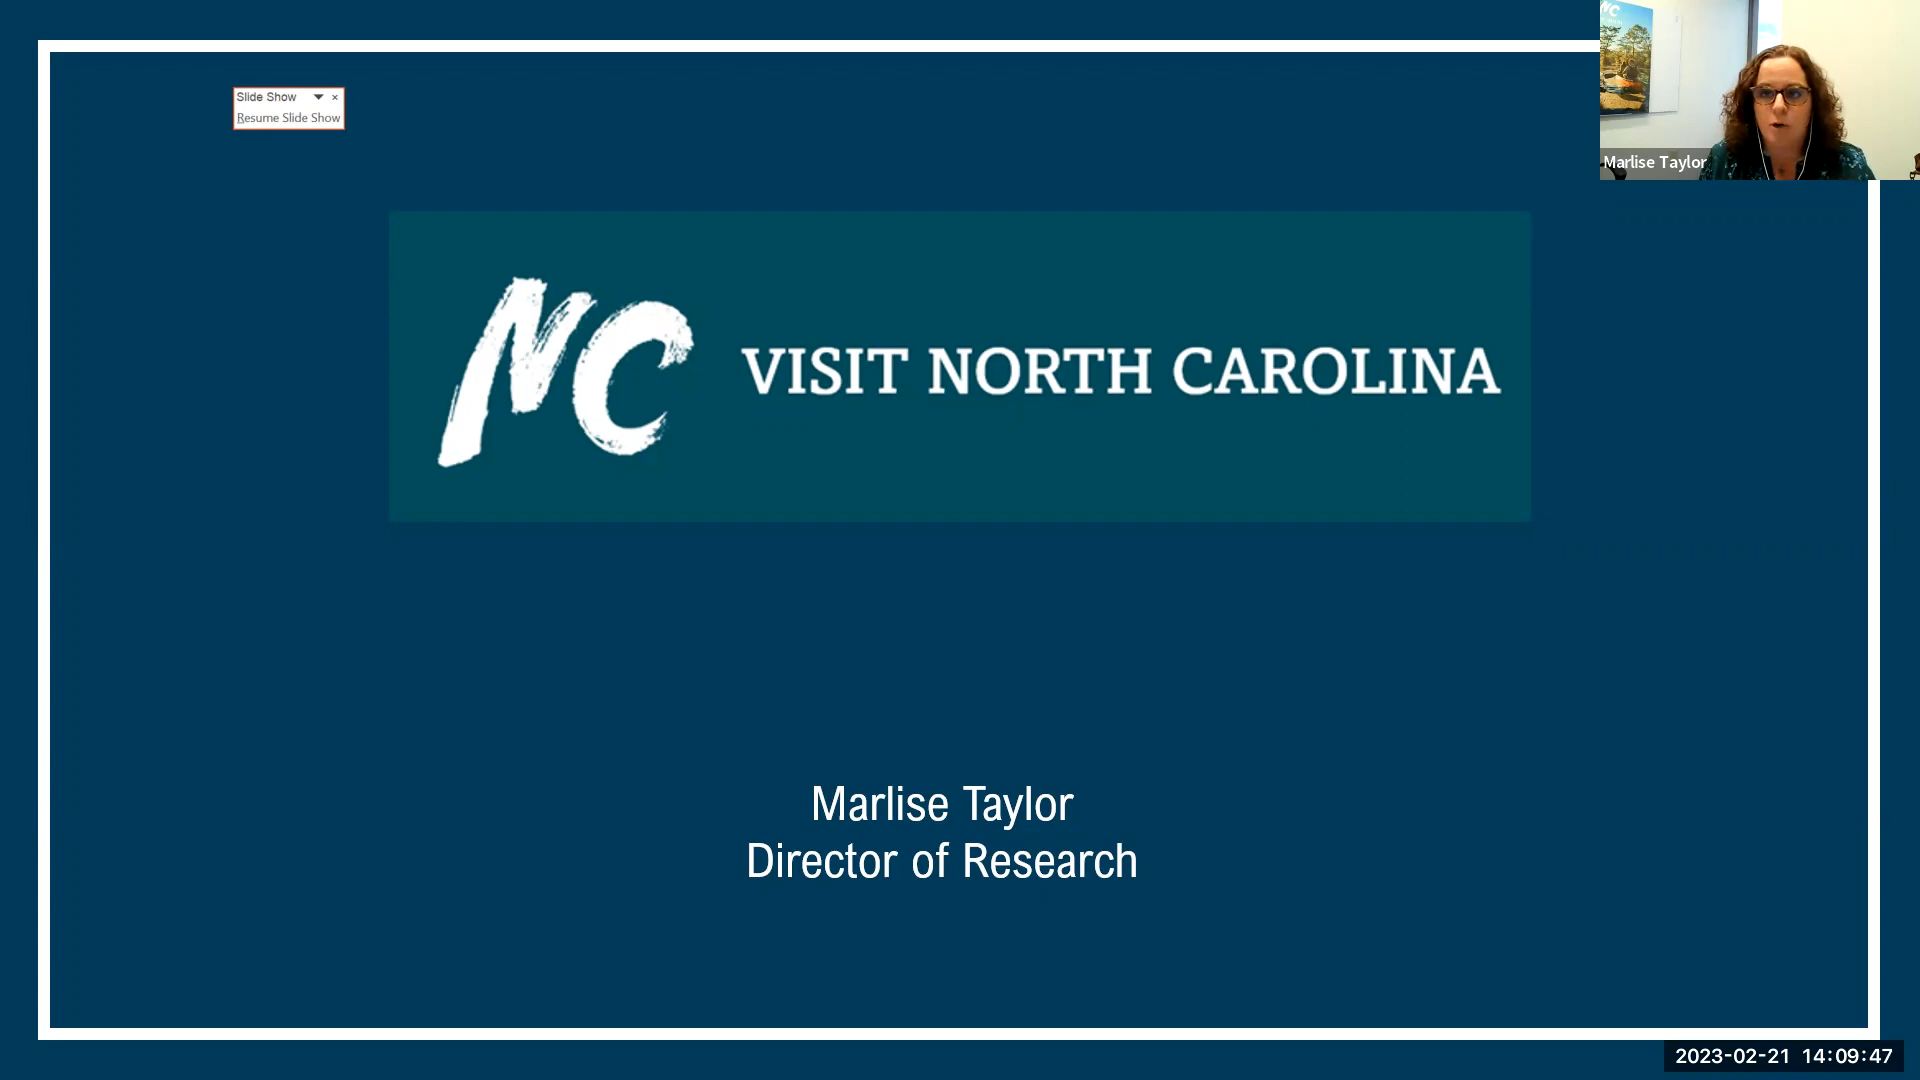 NC
Slide Show
Resume Slide Show
Marlise Taylor
NC VISIT NORTH CAROLINA
Marlise Taylor
Director of Research
2023-02-21 14:09:47